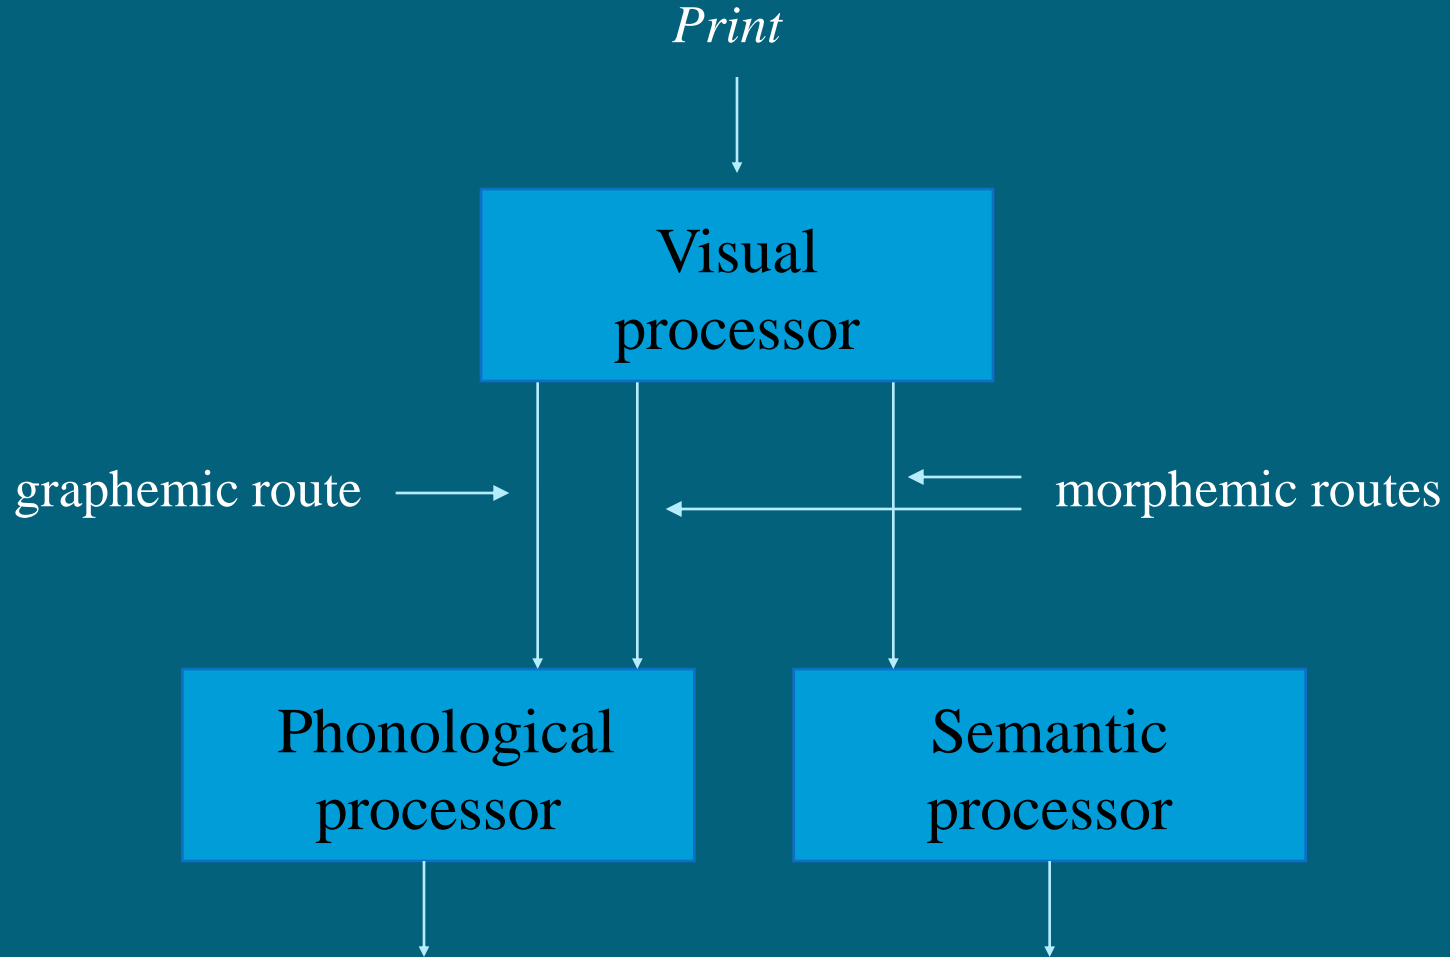 Print
Visual
processor
graphemic route
morphemic routes
Phonological
processor
Semantic
processor